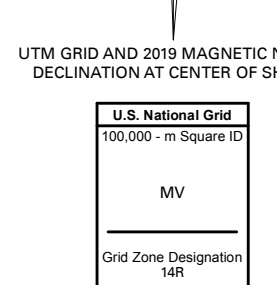 UTM GRID AND 2019 MAGNETIC
DECLINATION AT CENTER OF
U.S. National Grid
100,000 - m Square ID
MV
Grid Zone Designation
14R